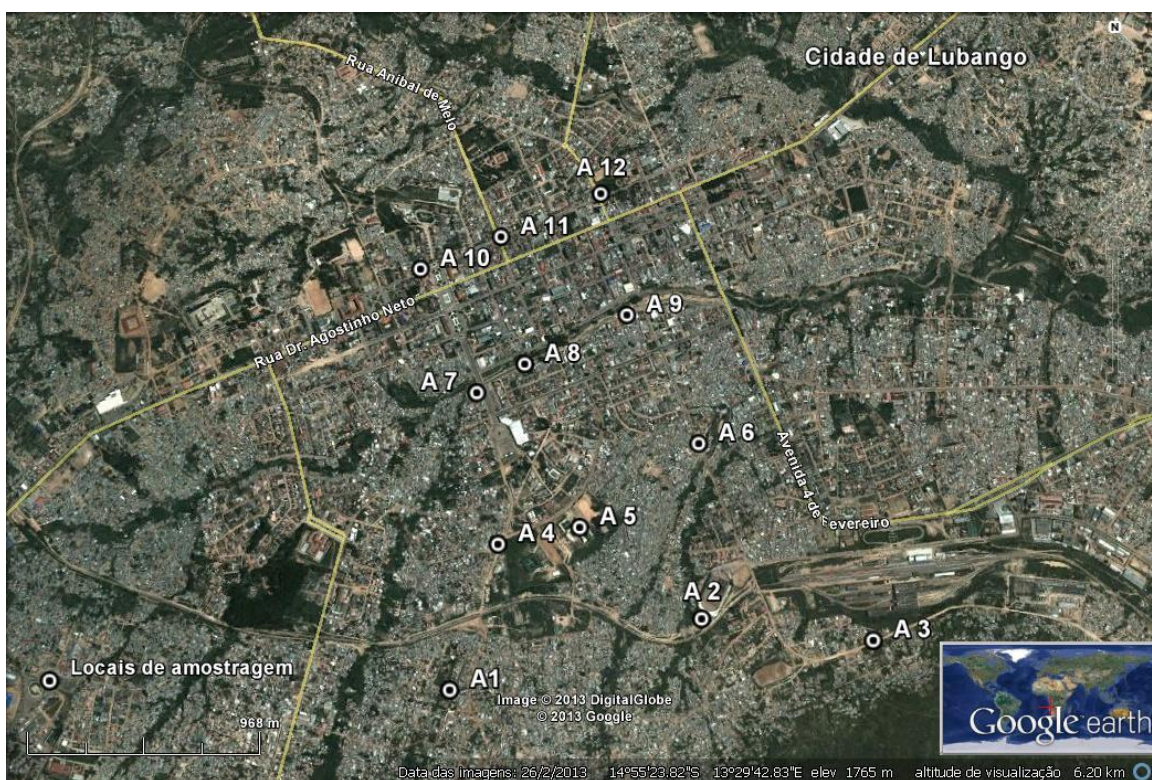 N
Cidade de Lubango
Rua Anibal de Melo
A 12
A 11
A 10
A 9
Rua Dr. Agostinho Neto
A 8
A 7
A 6
Avenida 4 de Fevereiro
A 5
A 4
A 2
A 3
Locais de amostragem
A1
Image © 2013 DigitalGlobe
© 2013 Google
968 m
Google earth
Data das imagens: 26/2/2013 14°55'23.82"S 13°29'42.83"E elev 1765 m altitude de visualização 6.20 km